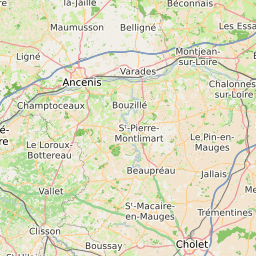 la-Jaille
Béconnais
Maumusson
Belligné
Les Essa
Montjean-
sur-Loire
Ligné
Varades
Ancenis
Chalonnes
sur-Loire
Champtoceaux
Bouzillé
S'-Pierre-
Montlimart
Le Pin-en-
Mauges
Le Loroux-
Bottereau
Beaupréau
Jallais
Vallet
S'-Macaire-
en-Mauges
Trémentines
Clisson
Boussay
Cholet